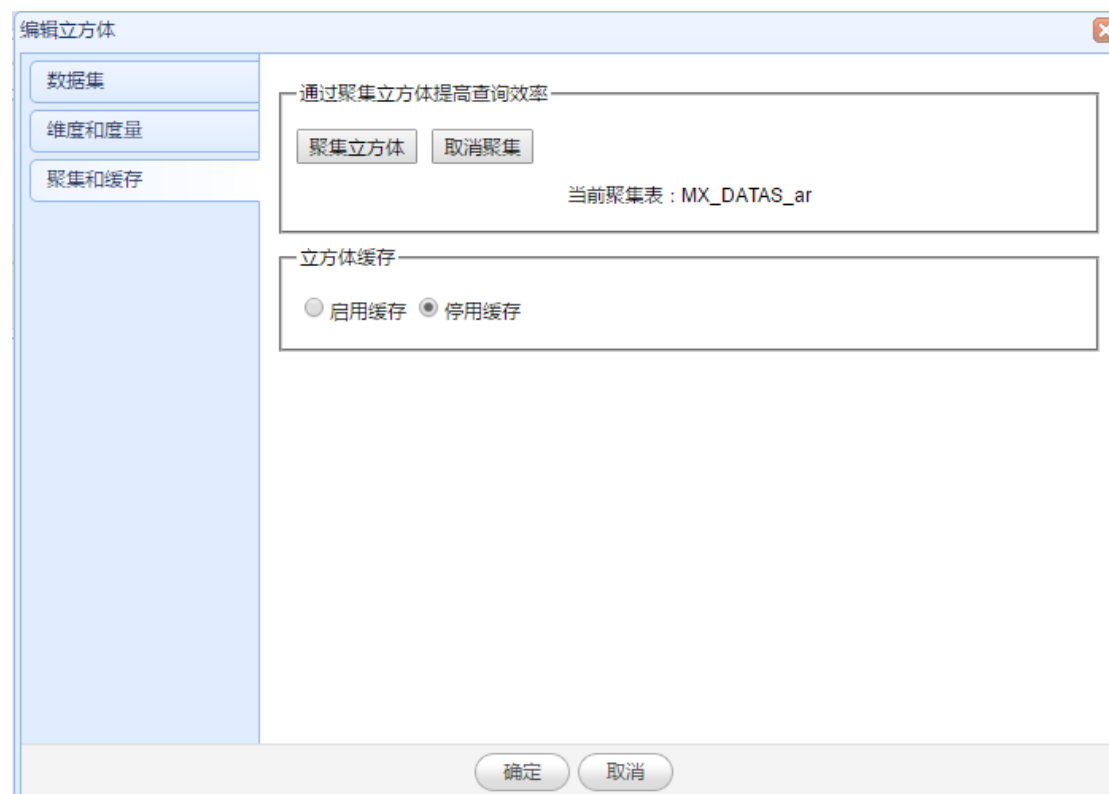 编辑立方体
数据集
维度和度量
聚集和缓存
通过聚集立方体提高查询效率
聚集立方体 取消聚集
当前聚集表：MX_DATAS_ar
立方体缓存
启用缓存 停用缓存
确定 取消